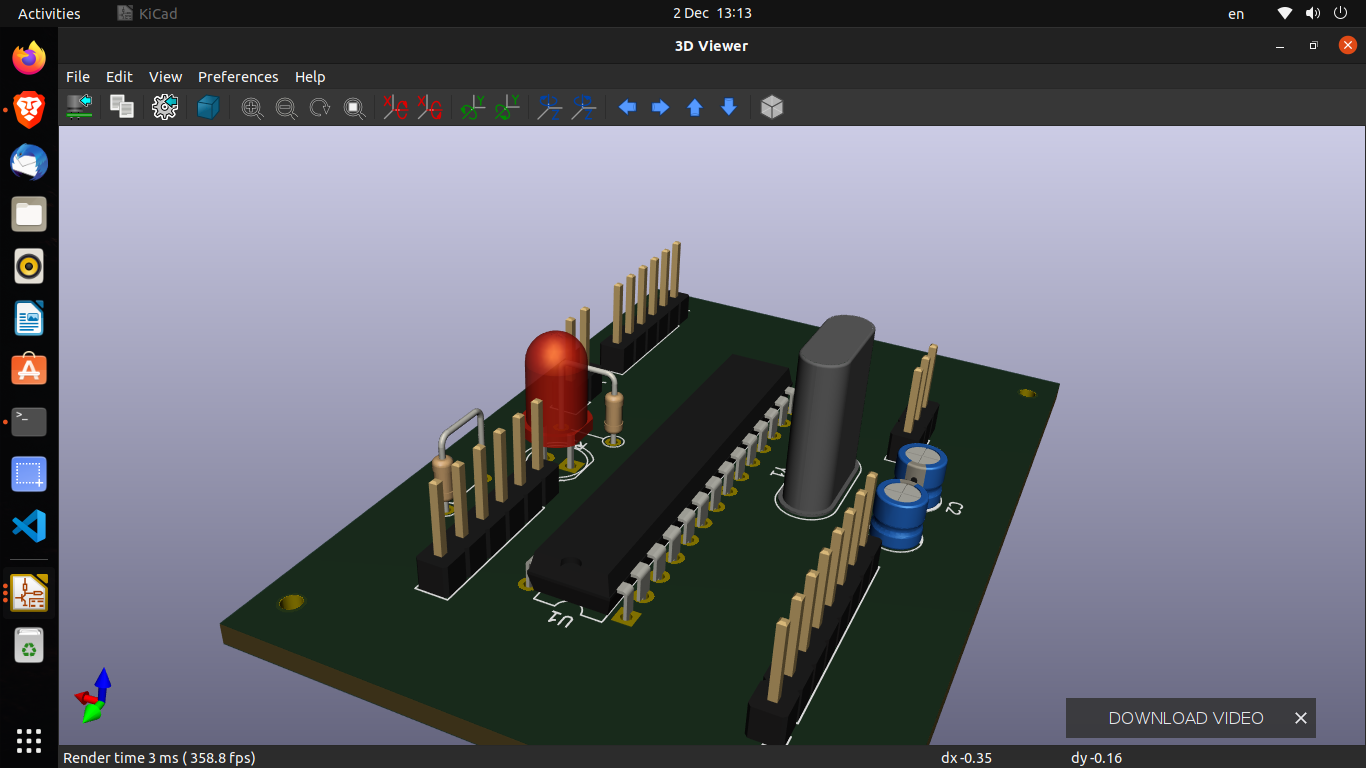 Activities KiCad 2 Dec 13:13 en
3D Viewer
File Edit View Preferences Help
U1
C2
DOWNLOAD VIDEO
Render time 3 ms ( 358.8 fps) dx -0.35 dy -0.16